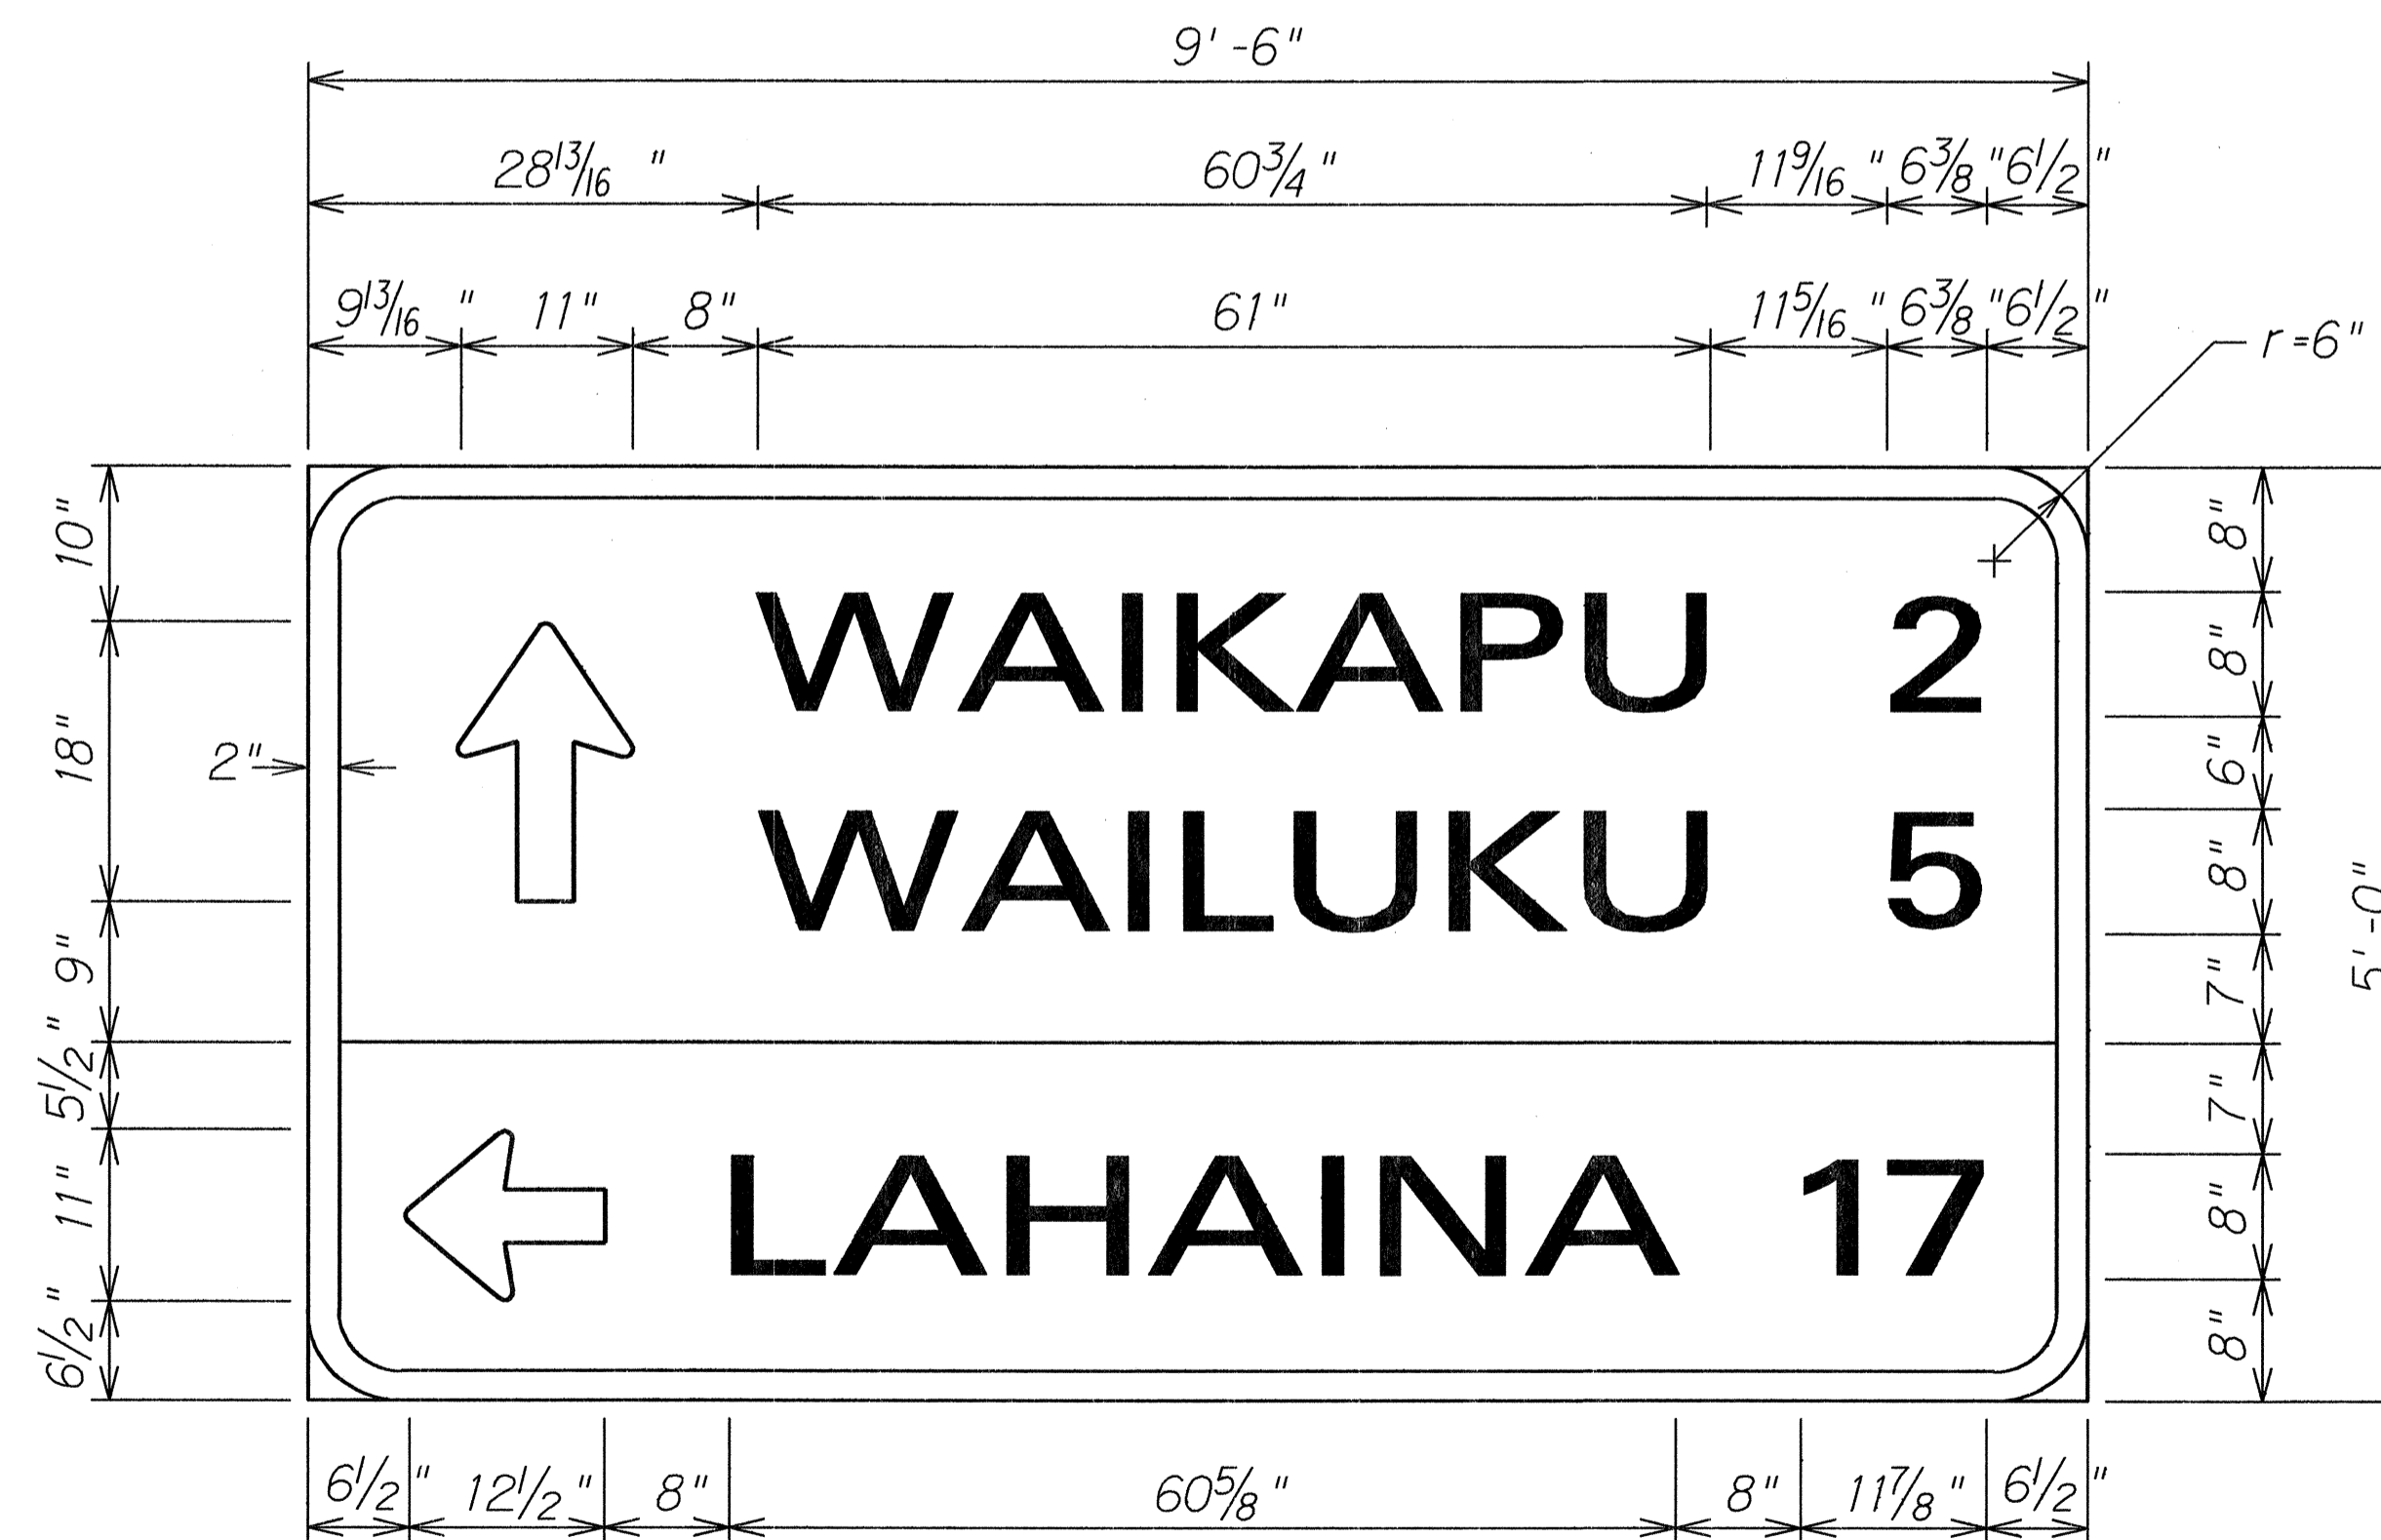 9'-6"
28 13/16" 60 3/4" 11 9/16" 6 3/8" 6 1/2"
9 13/16" 11" 8" 61" 11 5/16" 6 3/8" 6 1/2"
r=6"
10" 18" 9" 5 1/2" 11" 6 1/2"
2"
WAIKAPU 2
WAILUKU 5
LAHAINA 17
8" 8" 6" 8" 7" 7" 8" 8"
5'-0"
6 1/2" 12 1/2" 8" 60 5/8" 8" 11 7/8" 6 1/2"